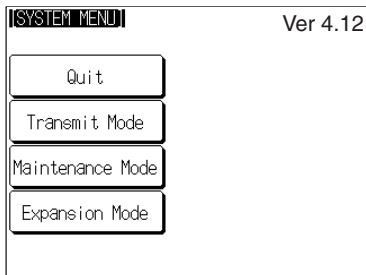 [SYSTEM MENU]
Ver 4.12
Quit
Transmit Mode
Maintenance Mode
Expansion Mode